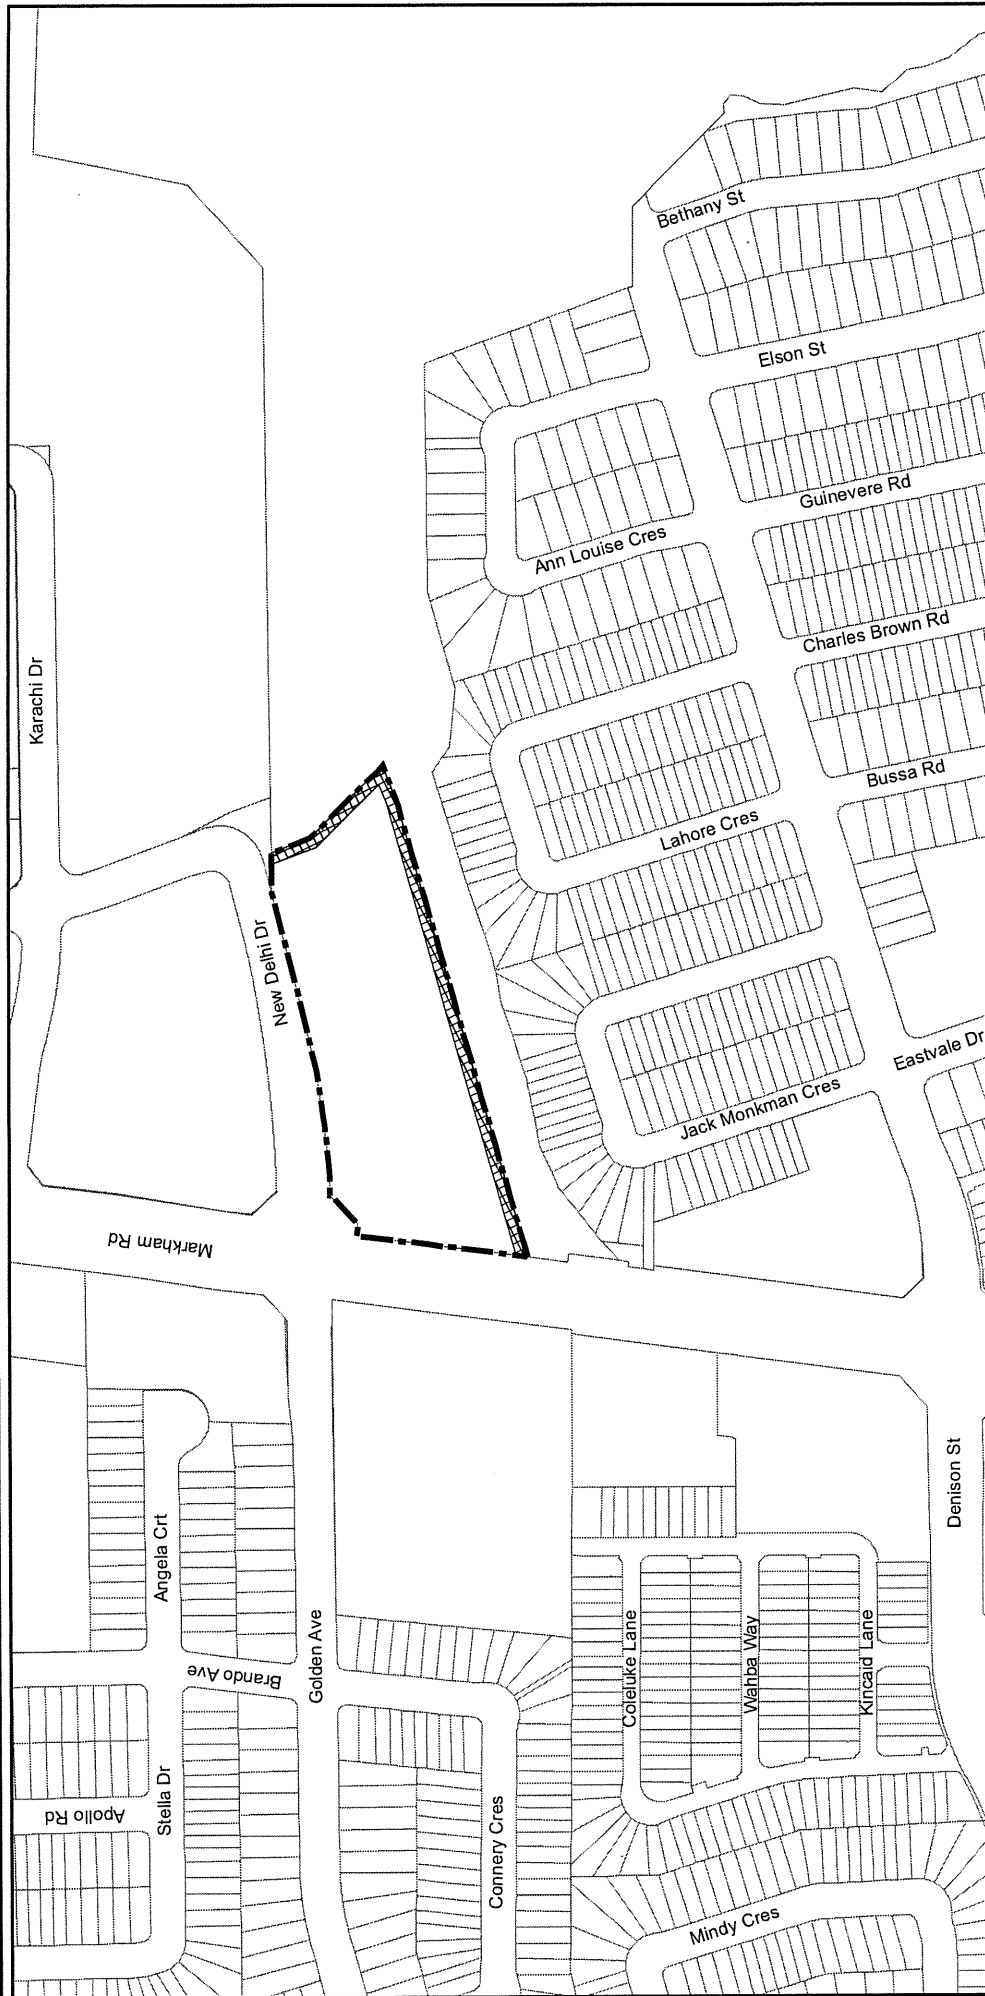 Bethany St
Elson St
Guinevere Rd
Ann Louise Cres
Charles Brown Rd
Karachi Dr
Bussa Rd
Lahore Cres
New Delhi Dr
Eastvale Dr
Jack Monkman Cres
Markham Rd
Denison St
Angela Crt
Golden Ave
Coleluke Lane
Wahba Way
Kincaid Lane
Brando Ave
Apollo Rd
Stella Dr
Connery Cres
Mindy Cres